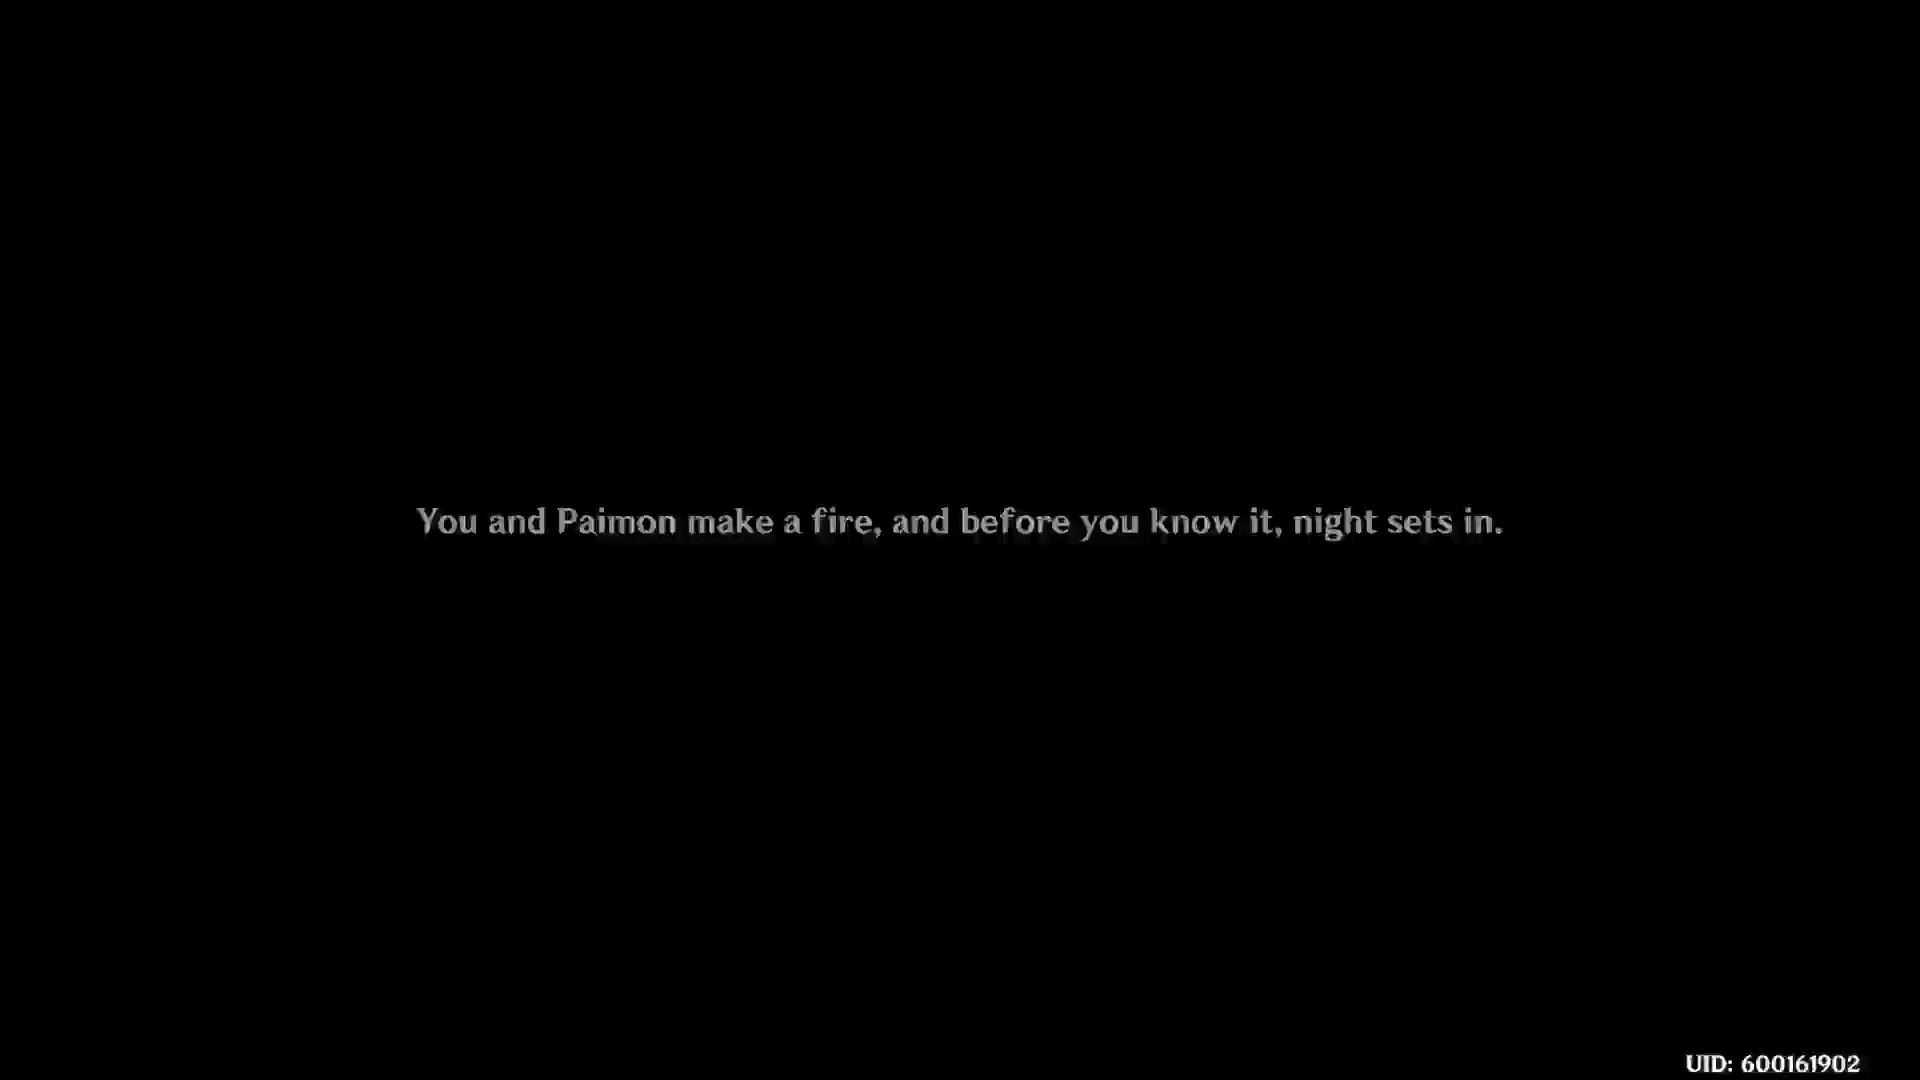 You and Paimon make a fire, and before you know it, night sets in.
UID: 600161902